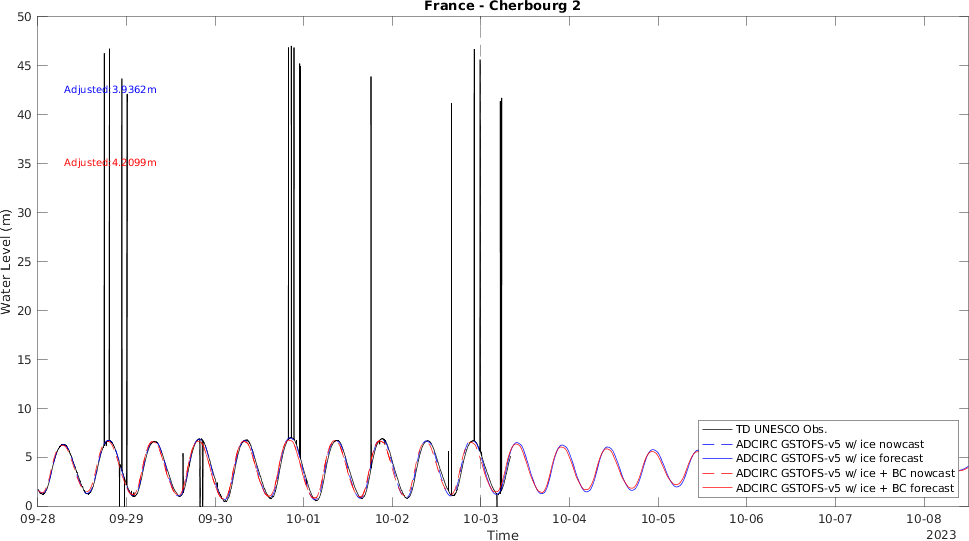 France - Cherbourg 2
50
45
40
35
30
25
20
15
10
5
0
Water Level (m)
Adjusted 3.9362m
Adjusted 4.2099m
TD UNESCO Obs.
ADCIRC GSTOFS-v5 w/ ice nowcast
ADCIRC GSTOFS-v5 w/ ice forecast
ADCIRC GSTOFS-v5 w/ ice + BC nowcast
ADCIRC GSTOFS-v5 w/ ice + BC forecast
09-28 09-29 09-30 10-01 10-02 10-03 10-04 10-05 10-06 10-07 10-08
2023
Time